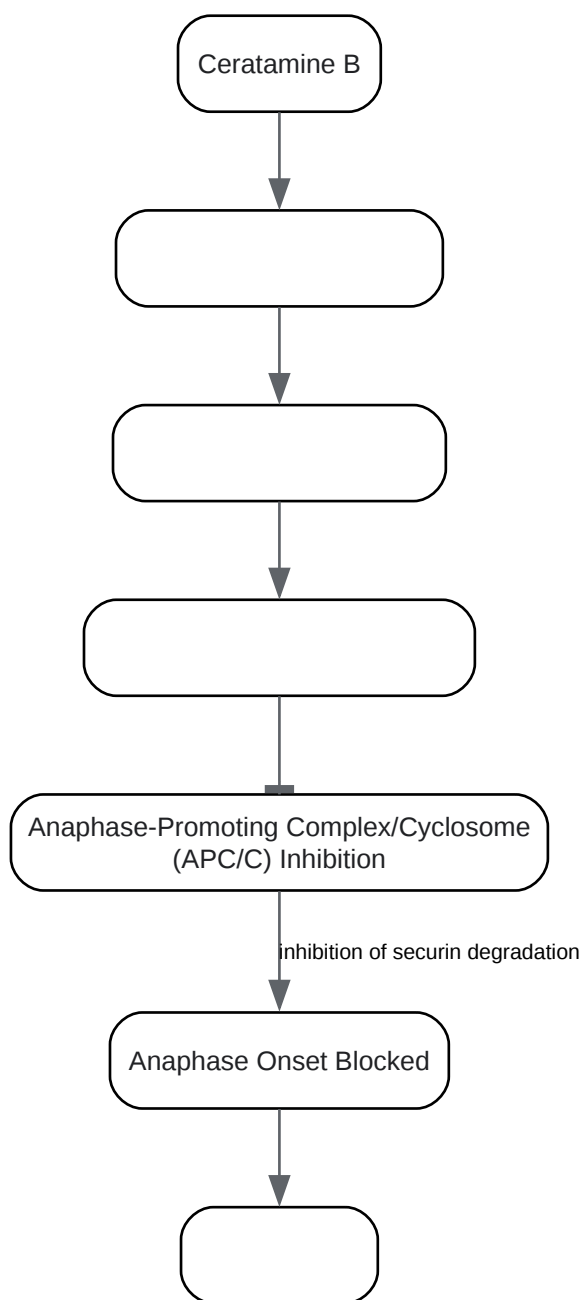 Ceratamine B
Anaphase-Promoting Complex/Cyclosome
(APC/C) Inhibition
inhibition of securin degradation
Anaphase Onset Blocked